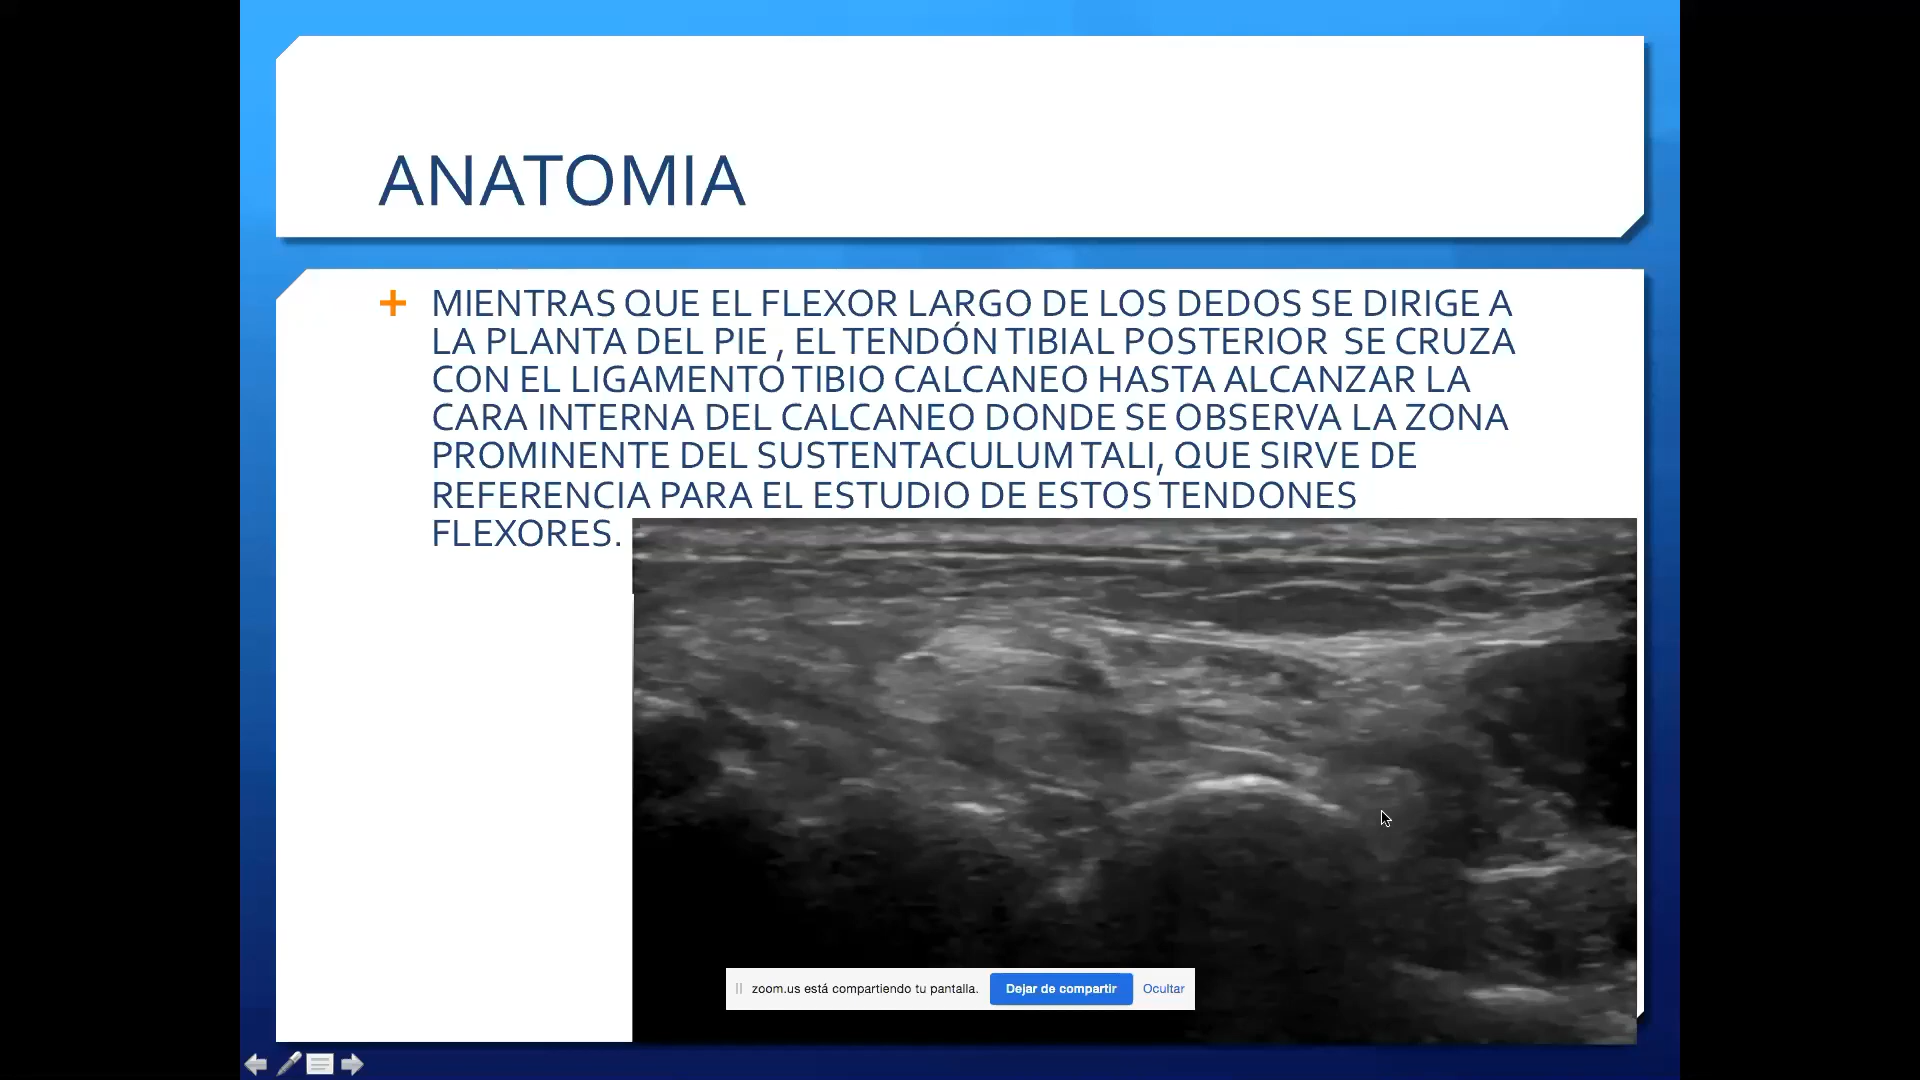 ANATOMIA
MIENTRAS QUE EL FLEXOR LARGO DE LOS DEDOS SE DIRIGE A
LA PLANTA DEL PIE , EL TENDÓN TIBIAL POSTERIOR SE CRUZA
CON EL LIGAMENTO TIBIO CALCANEO HASTA ALCANZAR LA
CARA INTERNA DEL CALCANEO DONDE SE OBSERVA LA ZONA
PROMINENTE DEL SUSTENTACULUM TALI, QUE SIRVE DE
REFERENCIA PARA EL ESTUDIO DE ESTOS TENDONES
FLEXORES.
zoom.us está compartiendo tu pantalla. Dejar de compartir Ocultar